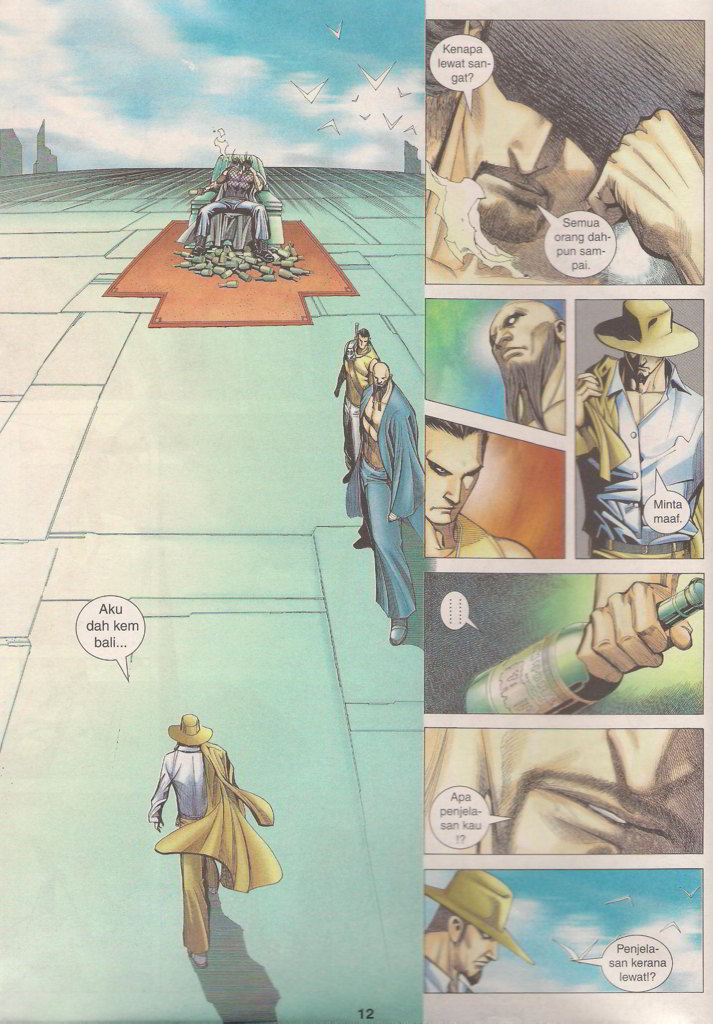 Aku
dah kem
bali...
Kenapa
lewat san-
gat?
Semua
orang dah-
pun sam-
pai.
Minta
maaf.
Apa
penjela-
san kau
!?
Penjela-
san kerana
lewat!?
12